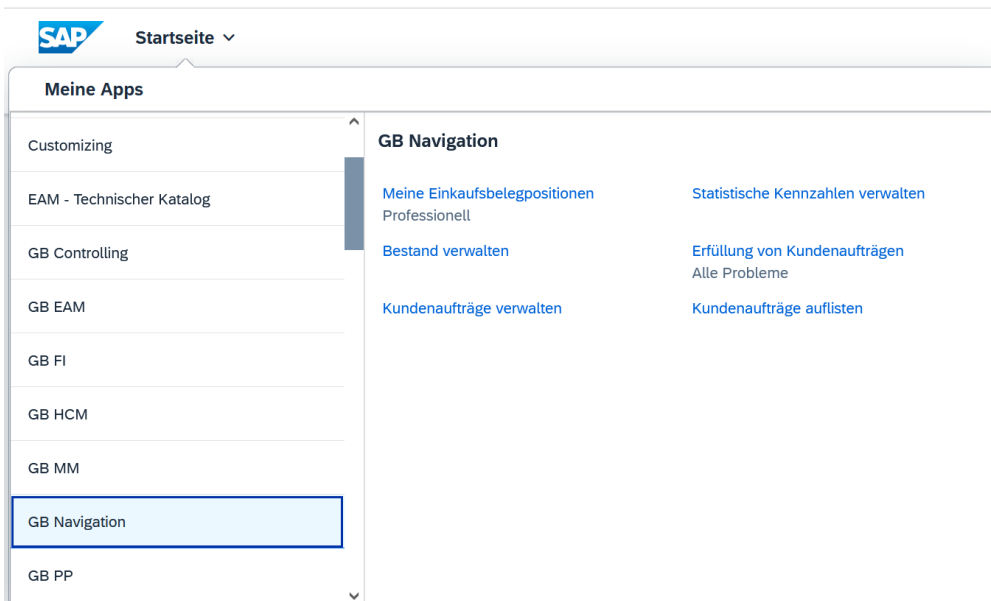 SAP Startseite
Meine Apps
Customizing
EAM - Technischer Katalog
GB Controlling
GB EAM
GB FI
GB HCM
GB MM
GB Navigation
GB PP
GB Navigation
Meine Einkaufsbelegpositionen
Professionell
Statistische Kennzahlen verwalten
Bestand verwalten
Erfüllung von Kundenaufträgen
Alle Probleme
Kundenaufträge verwalten
Kundenaufträge auflisten